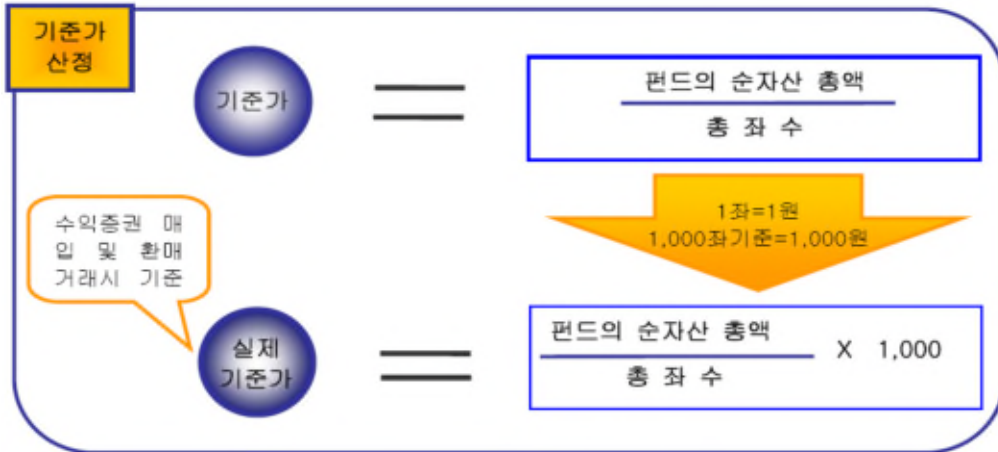 기준가
산정
기준가
펀드의 순자산 총액
총 좌 수
1좌=1원
1,000좌기준=1,000원
수익증권 매
입 및 환매
거래시 기준
실제
기준가
펀드의 순자산 총액
총 좌 수
X 1,000